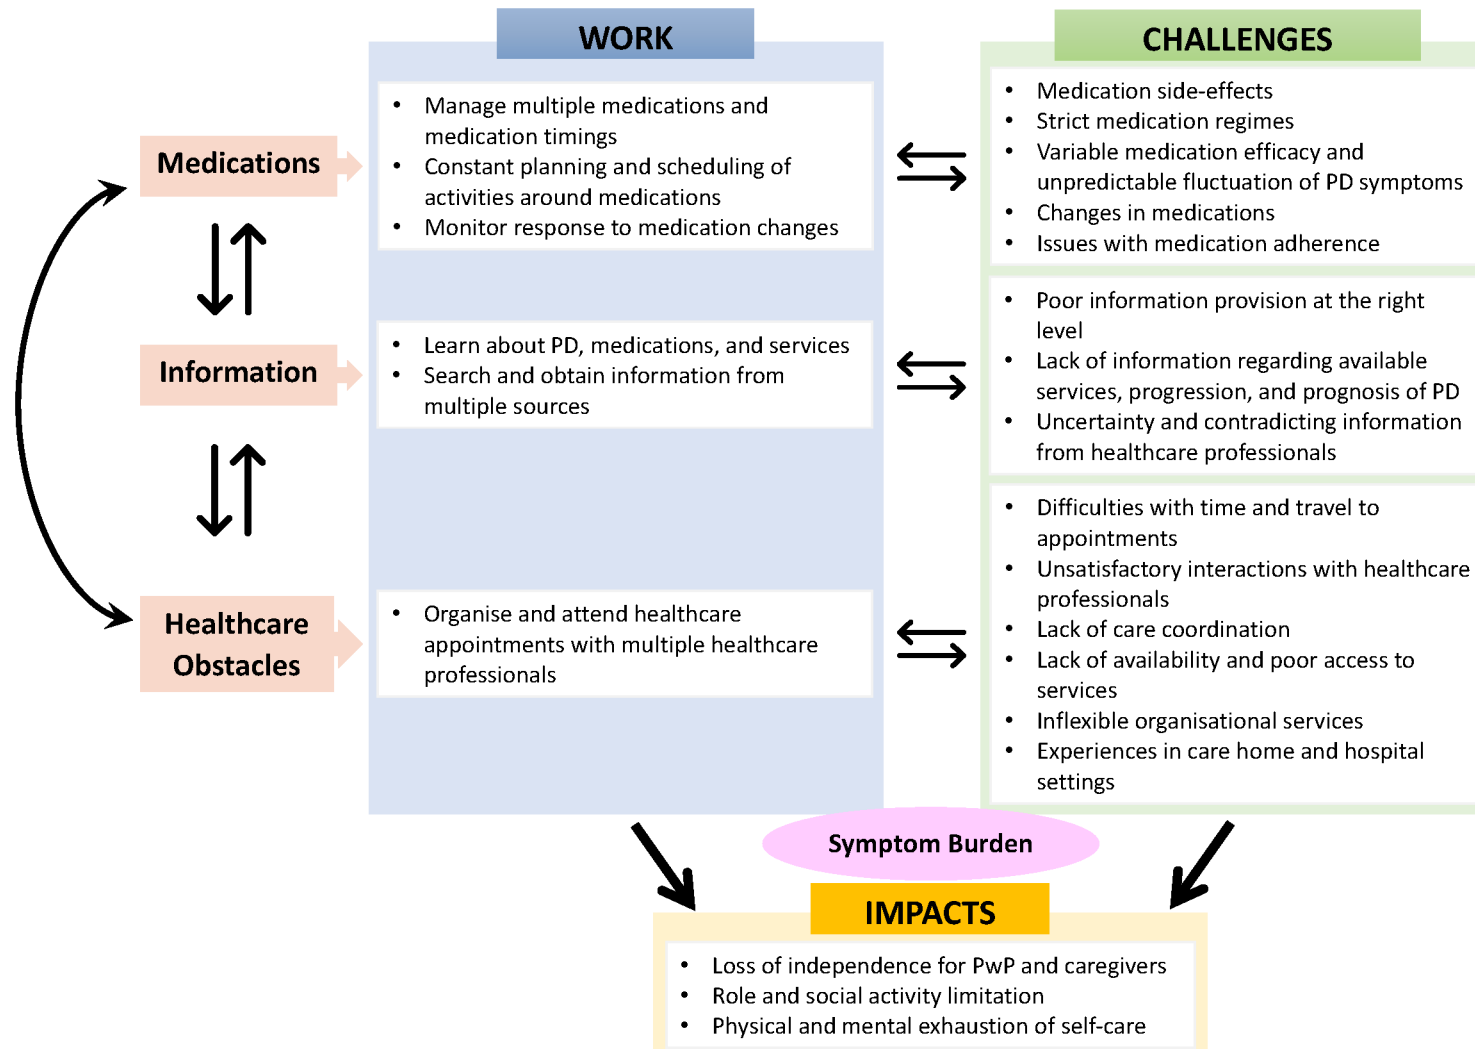 WORK
CHALLENGES
Medications
• Manage multiple medications and
medication timings
• Constant planning and scheduling of
activities around medications
• Monitor response to medication changes
• Medication side-effects
• Strict medication regimes
• Variable medication efficacy and
unpredictable fluctuation of PD symptoms
• Changes in medications
• Issues with medication adherence
Information
• Learn about PD, medications, and services
• Search and obtain information from
multiple sources
• Poor information provision at the right
level
• Lack of information regarding available
services, progression, and prognosis of PD
• Uncertainty and contradicting information
from healthcare professionals
Healthcare
Obstacles
• Organise and attend healthcare
appointments with multiple healthcare
professionals
• Difficulties with time and travel to
appointments
• Unsatisfactory interactions with healthcare
professionals
• Lack of care coordination
• Lack of availability and poor access to
services
• Inflexible organisational services
• Experiences in care home and hospital
settings
Symptom Burden
IMPACTS
• Loss of independence for PwP and caregivers
• Role and social activity limitation
• Physical and mental exhaustion of self-care